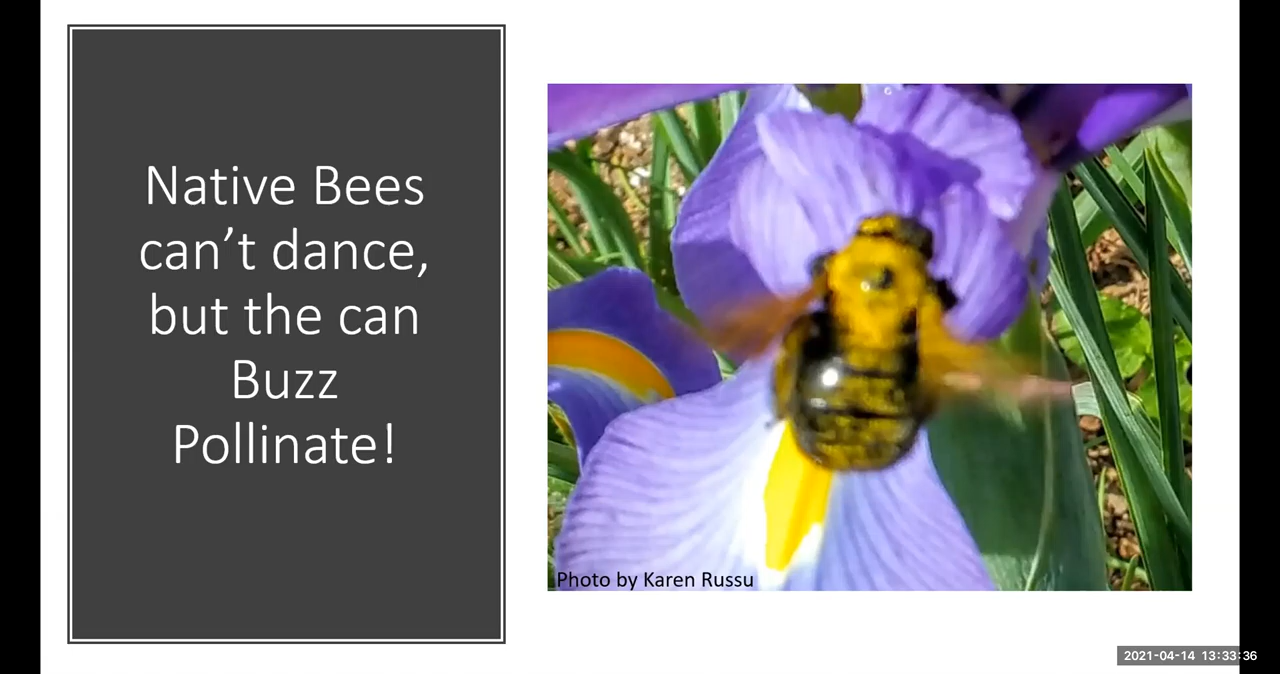 Native Bees
can’t dance,
but the can
Buzz
Pollinate!
Photo by Karen Russu
2021-04-14 13:33:36